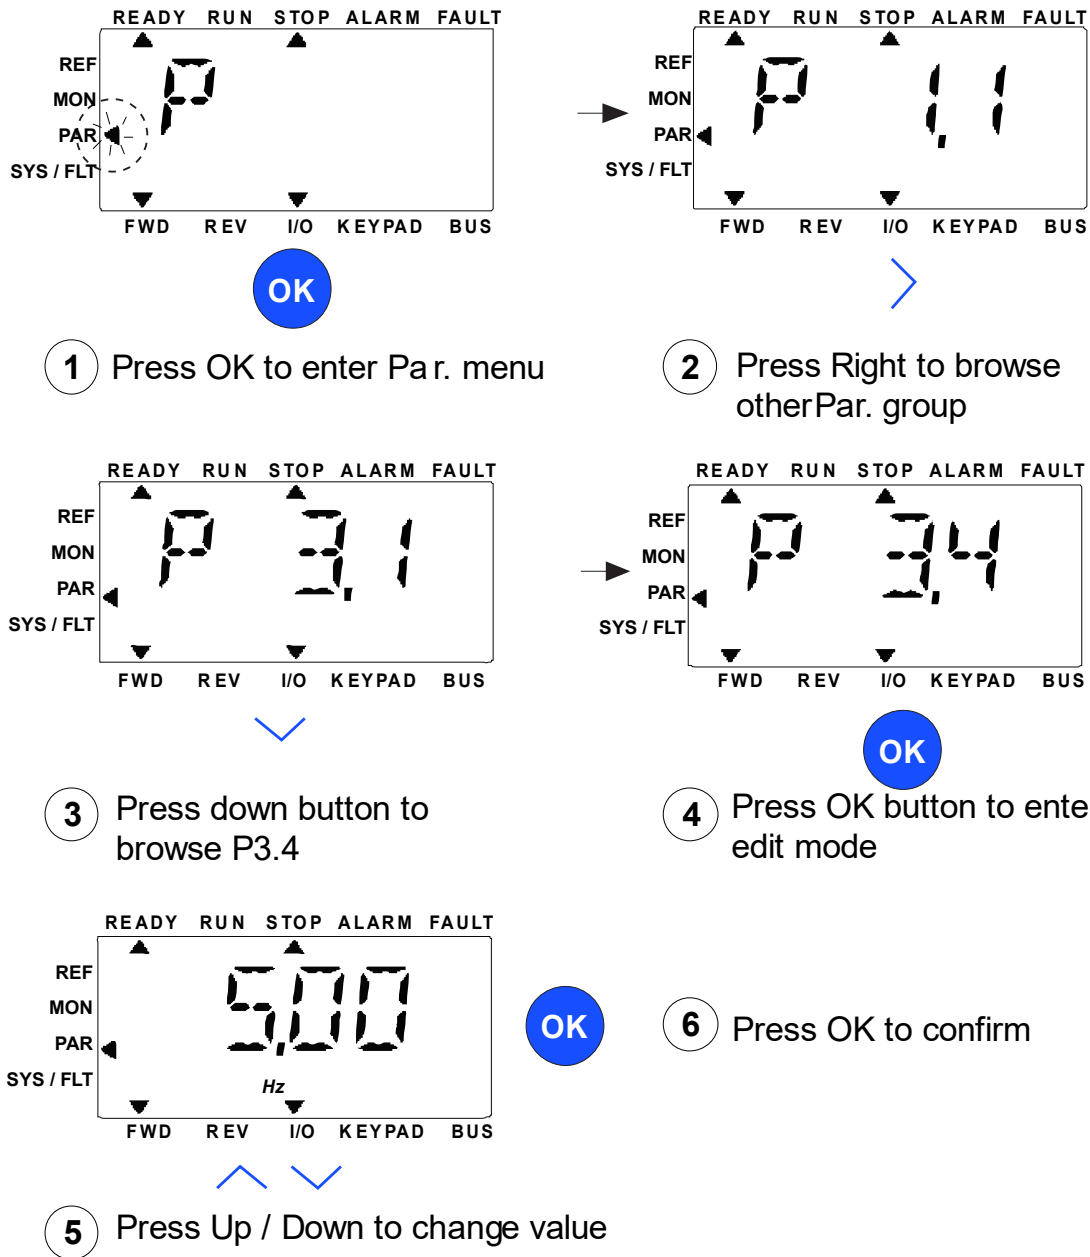 READY RUN STOP ALARM FAULT
REF
MON
PAR
SYS / FLT
P
FWD REV I/O KEYPAD BUS
OK
1 Press OK to enter Par. menu
READY RUN STOP ALARM FAULT
REF
MON
PAR
SYS / FLT
P 1.1
FWD REV I/O KEYPAD BUS
2 Press Right to browse
otherPar. group
READY RUN STOP ALARM FAULT
REF
MON
PAR
SYS / FLT
P 3.1
FWD REV I/O KEYPAD BUS
3 Press down button to
browse P3.4
READY RUN STOP ALARM FAULT
REF
MON
PAR
SYS / FLT
P 3.4
FWD REV I/O KEYPAD BUS
OK
4 Press OK button to ente
edit mode
READY RUN STOP ALARM FAULT
REF
MON
PAR
SYS / FLT
5.00
Hz
FWD REV I/O KEYPAD BUS
OK
5 Press Up / Down to change value
6 Press OK to confirm